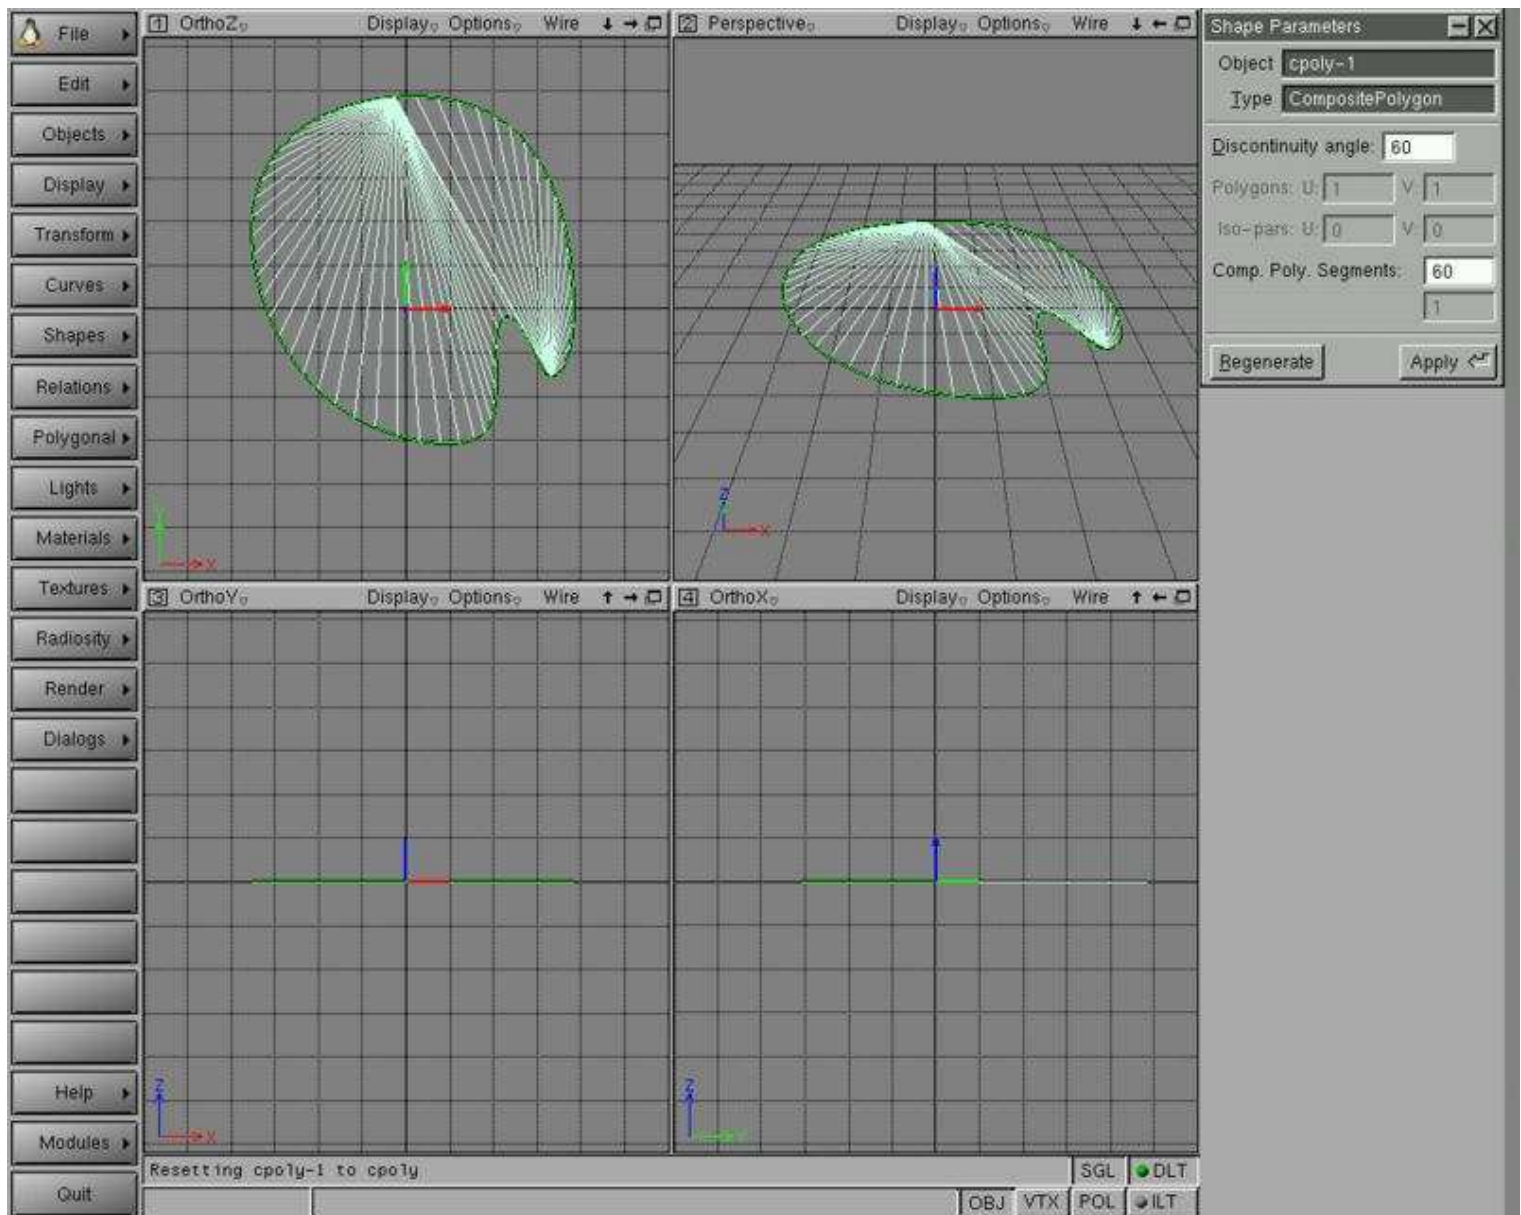 File
Edit
Objects
Display
Transform
Curves
Shapes
Relations
Polygonal
Lights
Materials
Textures
Radiosity
Render
Dialogs
Help
Modules
Quit
1 OrthoZ Display Options Wire
Y
X
2 Perspective Display Options Wire
Z
X
3 OrthoY Display Options Wire
Z
X
4 OrthoX Display Options Wire
Z
Y
Resetting cpoly-1 to cpoly
SGL DLT
OBJ VTX POL ILT
Shape Parameters
Object cpoly-1
Type CompositePolygon
Discontinuity angle: 60
Polygons: U: 1 V: 1
Iso-pars: U: 0 V: 0
Comp. Poly. Segments: 60
1
Regenerate Apply